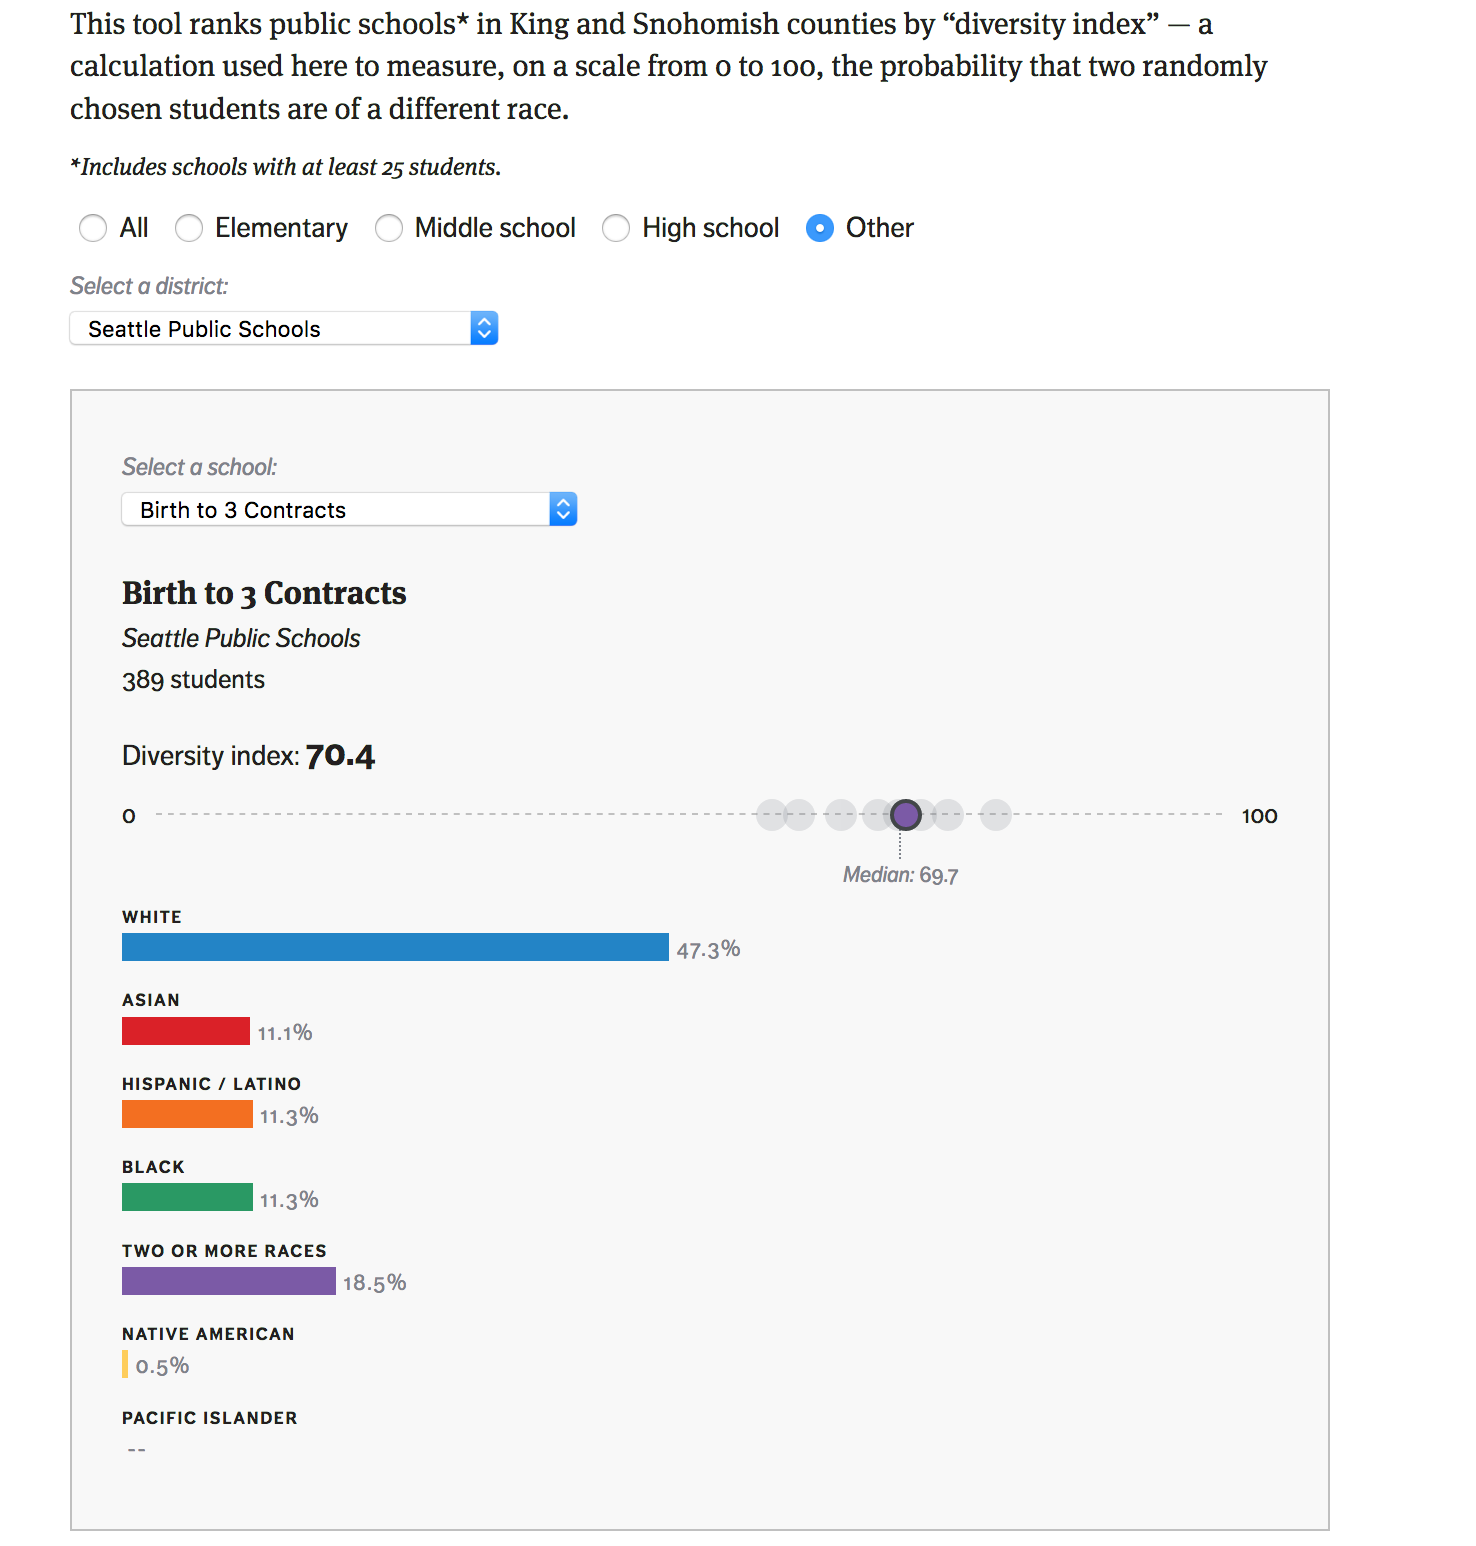 This tool ranks public schools* in King and Snohomish counties by “diversity index” — a
calculation used here to measure, on a scale from 0 to 100, the probability that two randomly
chosen students are of a different race.
*Includes schools with at least 25 students.
All Elementary Middle school High school Other
Select a district:
Seattle Public Schools
Select a school:
Birth to 3 Contracts
Birth to 3 Contracts
Seattle Public Schools
389 students
Diversity index: 70.4
0 100
Median: 69.7
WHITE
47.3%
ASIAN
11.1%
HISPANIC / LATINO
11.3%
BLACK
11.3%
TWO OR MORE RACES
18.5%
NATIVE AMERICAN
0.5%
PACIFIC ISLANDER
--